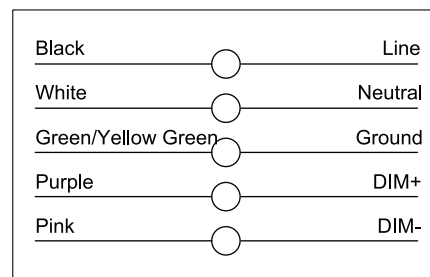 Black Line
White Neutral
Green/Yellow Green Ground
Purple DIM+
Pink DIM-